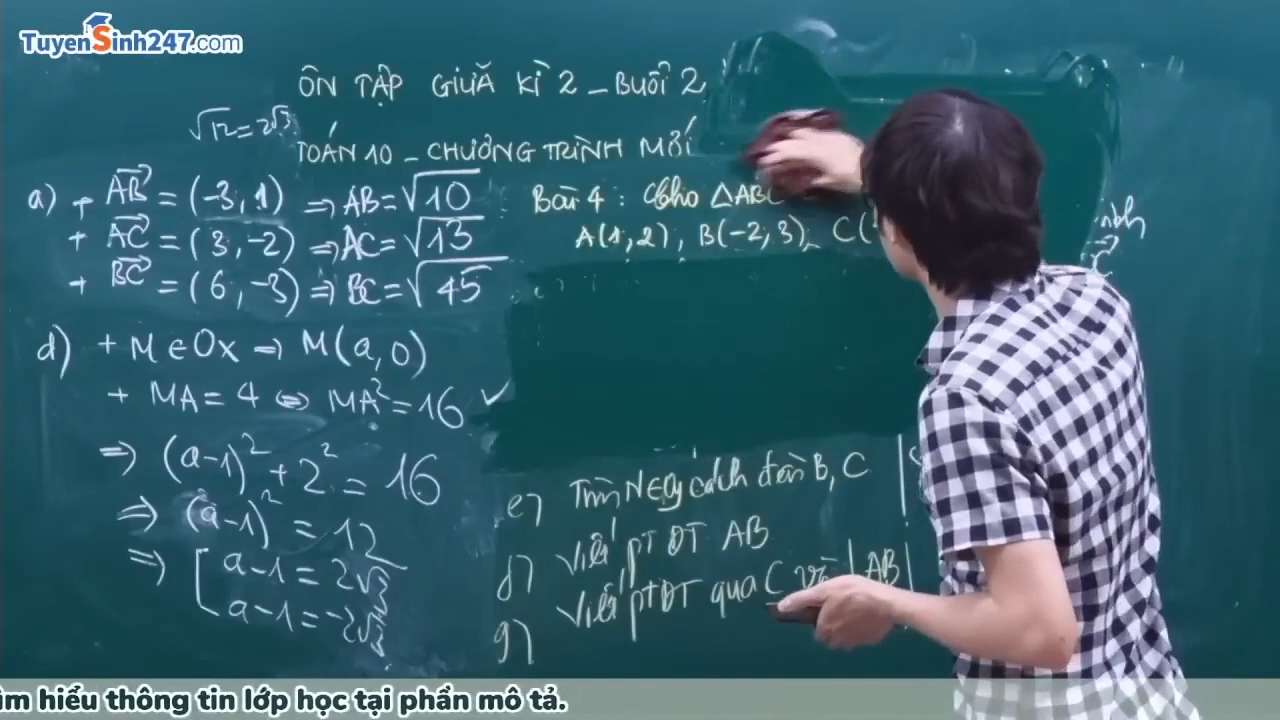 TuyenSinh247.com
ÔN TẬP GIỮA KÌ 2 - BUỔI 2
√12 = 2√3
TOÁN 10 - CHƯƠNG TRÌNH MỚI
a) + AB = (-3, 1) => AB = √10
+ AC = (3, -2) => AC = √13
+ BC = (6, -3) => BC = √45
Bài 4 : Cho △ABC
A(1, 2), B(-2, 3), C(
d) + M ∈ Ox => M(a, 0)
+ MA = 4 <=> MA² = 16 ✓
=> (a-1)² + 2² = 16
=> (a-1)² = 12
=> [ a-1 = 2√3
a-1 = -2√3
e) Tìm N ∈ Oy cách đều B, C
f) Viết PT ĐT AB
g) Viết PTĐT qua C và AB
ìm hiểu thông tin lớp học tại phần mô tả.